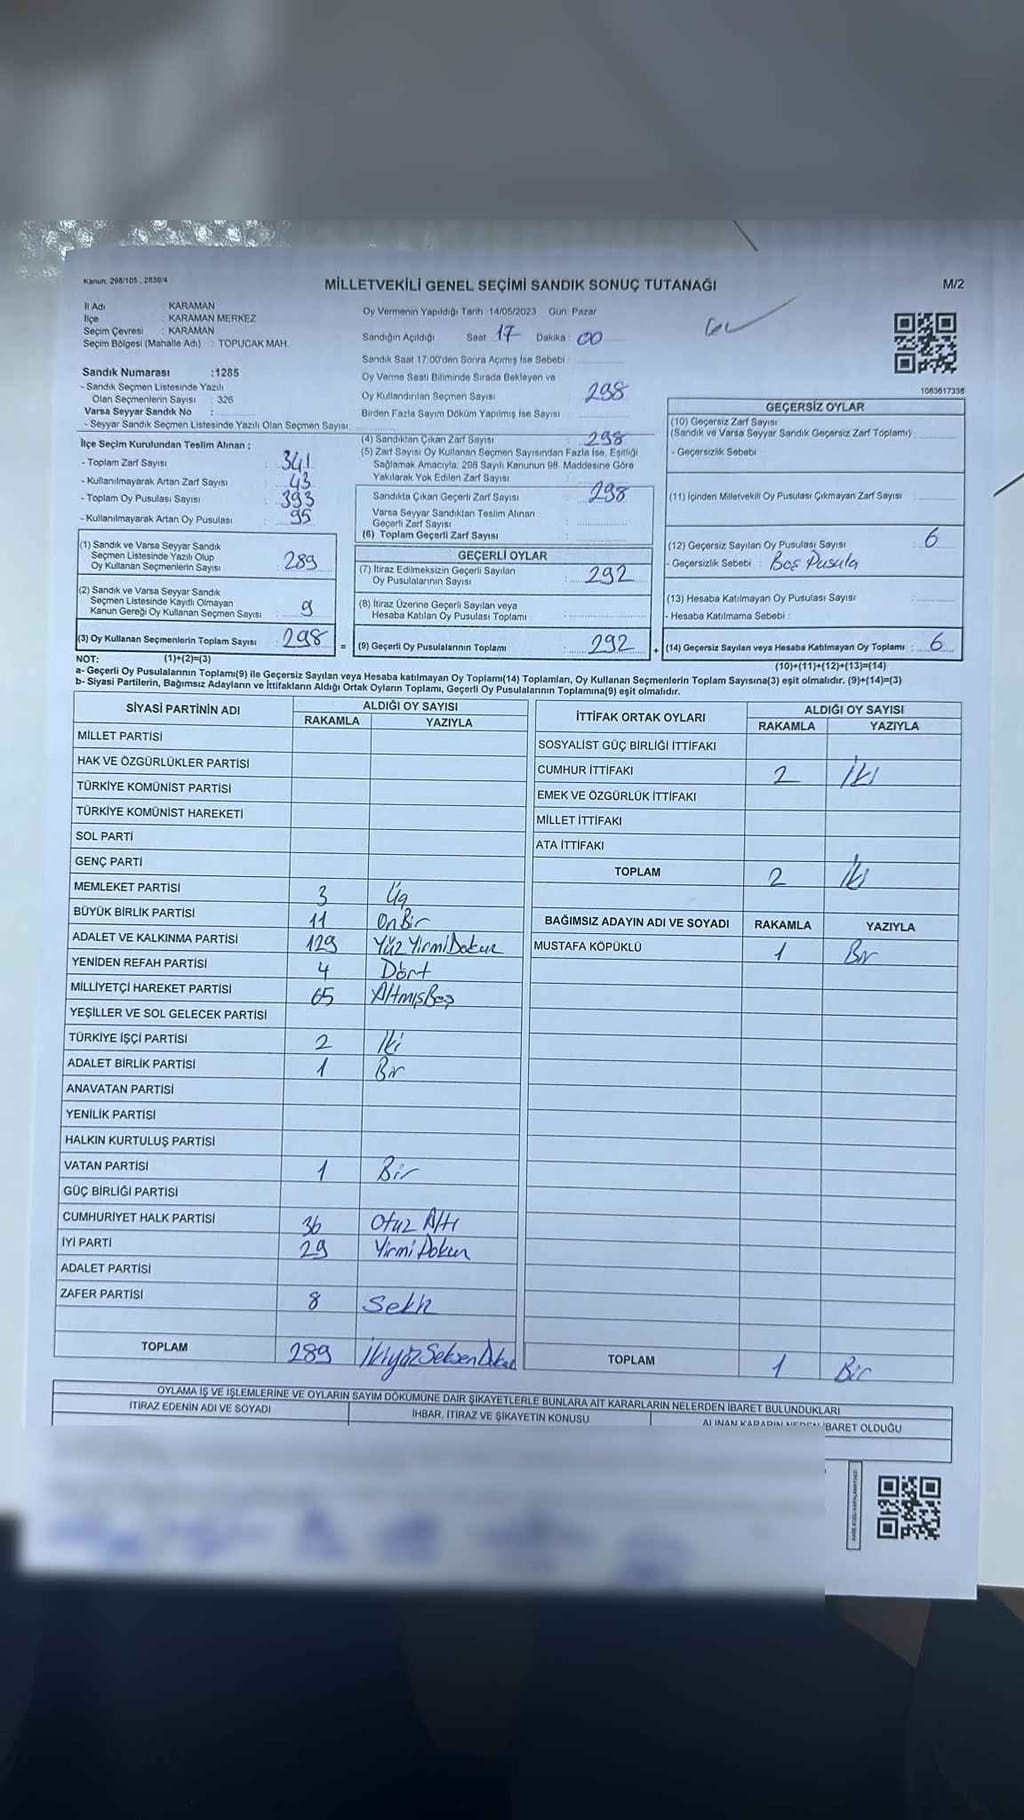 Kanun: 298/105 ; 2839/4
MİLLETVEKİLİ GENEL SEÇİMİ SANDIK SONUÇ TUTANAĞI
M/2
İl Adı : KARAMAN
İlçe : KARAMAN MERKEZ
Seçim Çevresi : KARAMAN
Seçim Bölgesi (Mahalle Adı) : TOPUCAK MAH.
Oy Vermenin Yapıldığı Tarih :14/05/2023 Gün: Pazar
Sandığın Açıldığı Saat : 17 Dakika : 00
Sandık Saat 17:00'den Sonra Açmış İse Sebebi :
Oy Verme Saati Bitiminde Sırada Bekleyen ve
Oy Kullandırılan Seçmen Sayısı 298
Birden Fazla Sayım Döküm Yapılmış İse Sayısı :
1083617338
Sandık Numarası :1285
- Sandık Seçmen Listesinde Yazılı
Olan Seçmenlerin Sayısı : 326
Varsa Seyyar Sandık No :
- Seyyar Sandık Seçmen Listesinde Yazılı Olan Seçmen Sayısı:
İlçe Seçim Kurulundan Teslim Alınan ;
- Toplam Zarf Sayısı : 341
- Kullanılmayarak Artan Zarf Sayısı : 43
- Toplam Oy Pusulası Sayısı : 393
- Kullanılmayarak Artan Oy Pusulası : 95
(1) Sandık ve Varsa Seyyar Sandık
Seçmen Listesinde Yazılı Olup
Oy Kullanan Seçmenlerin Sayısı : 289
(2) Sandık ve Varsa Seyyar Sandık
Seçmen Listesinde Kayıtlı Olmayan
Kanun Gereği Oy Kullanan Seçmen Sayısı : 9
(3) Oy Kullanan Seçmenlerin Toplam Sayısı : 298 =
(1)+(2)=(3)
(4) Sandıktan Çıkan Zarf Sayısı : 298
(5) Zarf Sayısı Oy Kullanan Seçmen Sayısından Fazla İse, Eşitliği
Sağlamak Amacıyla; 298 Sayılı Kanunun 98. Maddesine Göre
Yakılarak Yok Edilen Zarf Sayısı :
Sandıkta Çıkan Geçerli Zarf Sayısı : 298
Varsa Seyyar Sandıktan Teslim Alınan
Geçerli Zarf Sayısı :
(6) Toplam Geçerli Zarf Sayısı :
GEÇERLİ OYLAR
(7) İtiraz Edilmeksizin Geçerli Sayılan
Oy Pusulalarının Sayısı : 292
(8) İtiraz Üzerine Geçerli Sayılan veya
Hesaba Katılan Oy Pusulası Toplamı :
(9) Geçerli Oy Pusulalarının Toplamı : 292 +
GEÇERSİZ OYLAR
(10) Geçersiz Zarf Sayısı
(Sandık ve Varsa Seyyar Sandık Geçersiz Zarf Toplamı) :
- Geçersizlik Sebebi :
(11) İçinden Milletvekili Oy Pusulası Çıkmayan Zarf Sayısı :
(12) Geçersiz Sayılan Oy Pusulası Sayısı : 6
- Geçersizlik Sebebi : Boş Pusula
(13) Hesaba Katılmayan Oy Pusulası Sayısı :
- Hesaba Katılmama Sebebi :
(14) Geçersiz Sayılan veya Hesaba Katılmayan Oy Toplamı : 6
(10)+(11)+(12)+(13)=(14)
NOT:
a- Geçerli Oy Pusulalarının Toplamı(9) ile Geçersiz Sayılan veya Hesaba Katılmayan Oy Toplamı(14) Toplamları, Oy Kullanan Seçmenlerin Toplam Sayısına(3) eşit olmalıdır. (9)+(14)=(3)
b- Siyasi Partilerin, Bağımsız Adayların ve İttifakların Aldığı Ortak Oyların Toplamı, Geçerli Oy Pusulalarının Toplamına(9) eşit olmalıdır.
SİYASİ PARTİNİN ADI ALDIĞI OY SAYISI
RAKAMLA YAZIYLA
MİLLET PARTİSİ
HAK VE ÖZGÜRLÜKLER PARTİSİ
TÜRKİYE KOMÜNİST PARTİSİ
TÜRKİYE KOMÜNİST HAREKETİ
SOL PARTİ
GENÇ PARTİ
MEMLEKET PARTİSİ 3 Üç
BÜYÜK BİRLİK PARTİSİ 11 On Bir
ADALET VE KALKINMA PARTİSİ 129 Yüz Yirmi Dokuz
YENİDEN REFAH PARTİSİ 4 Dört
MİLLİYETÇİ HAREKET PARTİSİ 65 Altmış Beş
YEŞİLLER VE SOL GELECEK PARTİSİ
TÜRKİYE İŞÇİ PARTİSİ 2 İki
ADALET BİRLİK PARTİSİ 1 Bir
ANAVATAN PARTİSİ
YENİLİK PARTİSİ
HALKIN KURTULUŞ PARTİSİ
VATAN PARTİSİ 1 Bir
GÜÇ BİRLİĞİ PARTİSİ
CUMHURİYET HALK PARTİSİ 36 Otuz Altı
İYİ PARTİ 29 Yirmi Dokuz
ADALET PARTİSİ
ZAFER PARTİSİ 8 Sekiz
TOPLAM 289 İkiyüz Seksen Dokuz
İTTİFAK ORTAK OYLARI ALDIĞI OY SAYISI
RAKAMLA YAZIYLA
SOSYALİST GÜÇ BİRLİĞİ İTTİFAKI
CUMHUR İTTİFAKI 2 İki
EMEK VE ÖZGÜRLÜK İTTİFAKI
MİLLET İTTİFAKI
ATA İTTİFAKI
TOPLAM 2 İki
BAĞIMSIZ ADAYIN ADI VE SOYADI RAKAMLA YAZIYLA
MUSTAFA KÖPÜKLÜ 1 Bir
TOPLAM 1 Bir
OYLAMA İŞ VE İŞLEMLERİNE VE OYLARIN SAYIM DÖKÜMÜNE DAİR ŞİKAYETLERLE BUNLARA AİT KARARLARIN NELERDEN İBARET BULUNDUKLARI
İTİRAZ EDENİN ADI VE SOYADI İHBAR, İTİRAZ VE ŞİKAYETİN KONUSU ALINAN KARARIN NEDEN İBARET OLDUĞU